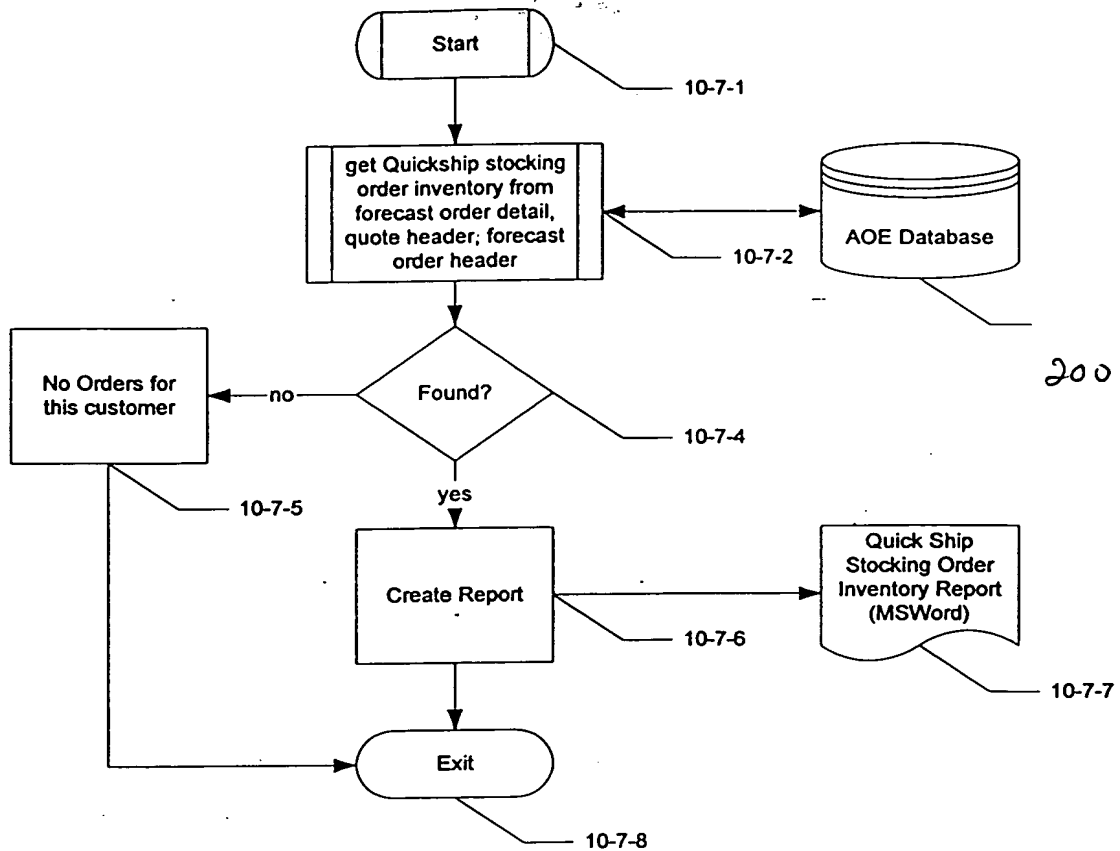 Start
10-7-1
get Quickship stocking
order inventory from
forecast order detail,
quote header; forecast
order header
10-7-2
AOE Database
200
No Orders for
this customer
no
Found?
10-7-4
10-7-5
yes
Create Report
10-7-6
Quick Ship
Stocking Order
Inventory Report
(MSWord)
10-7-7
Exit
10-7-8